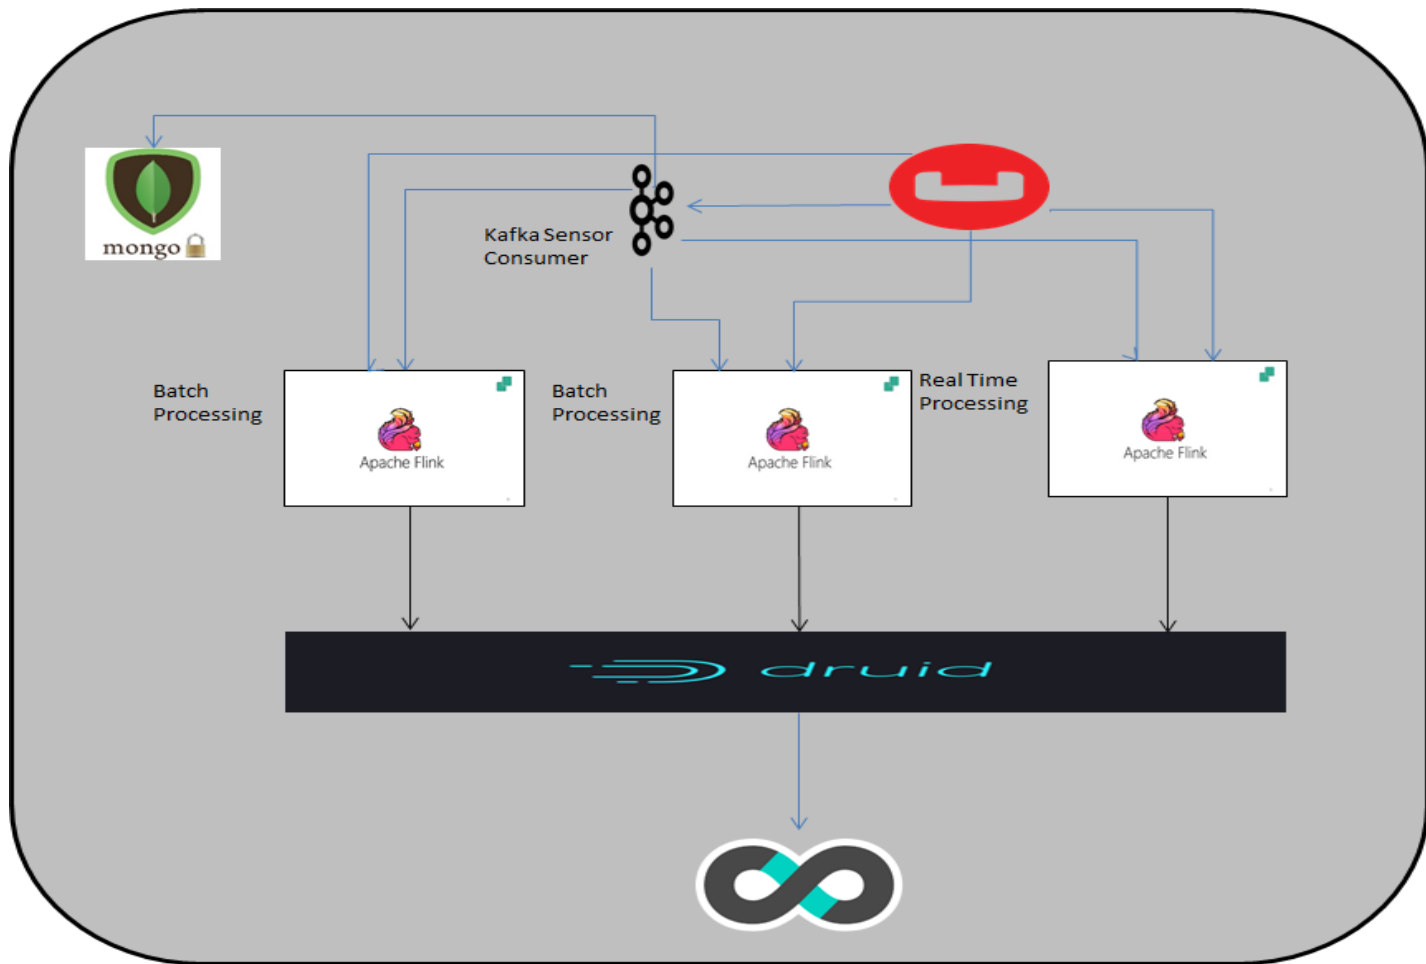 mongo
Kafka Sensor
Consumer
Batch
Processing
Apache Flink
Batch
Processing
Apache Flink
Real Time
Processing
Apache Flink
druid